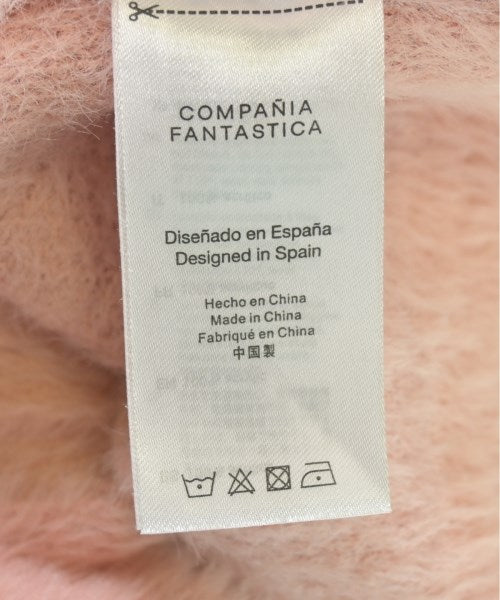 COMPAÑIA
FANTASTICA
Diseñado en España
Designed in Spain
Hecho en China
Made in China
Fabriqué en China
中国製